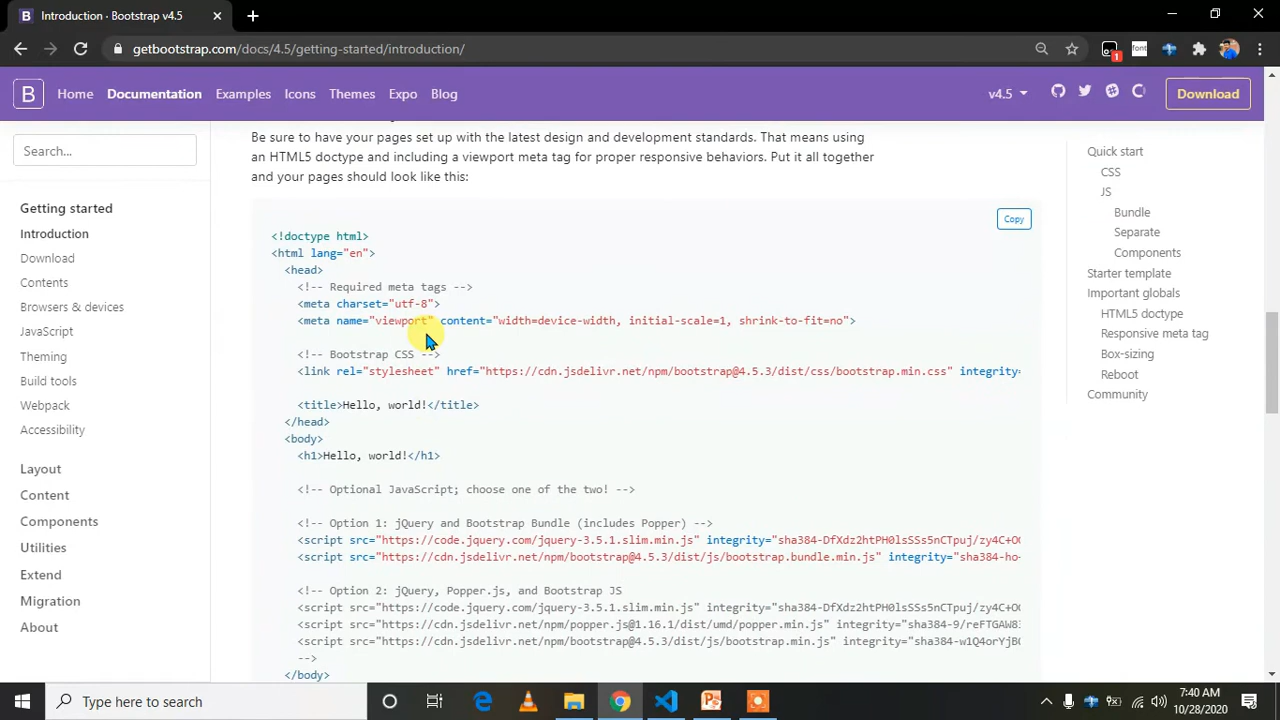 Introduction · Bootstrap v4.5
getbootstrap.com/docs/4.5/getting-started/introduction/
font
1
B Home Documentation Examples Icons Themes Expo Blog v4.5 Download
Search...
Getting started
Introduction
Download
Contents
Browsers & devices
JavaScript
Theming
Build tools
Webpack
Accessibility
Layout
Content
Components
Utilities
Extend
Migration
About
Be sure to have your pages set up with the latest design and development standards. That means using
an HTML5 doctype and including a viewport meta tag for proper responsive behaviors. Put it all together
and your pages should look like this:
Copy
<!doctype html>
<html lang="en">
<head>
<!-- Required meta tags -->
<meta charset="utf-8">
<meta name="viewport" content="width=device-width, initial-scale=1, shrink-to-fit=no">
<!-- Bootstrap CSS -->
<link rel="stylesheet" href="https://cdn.jsdelivr.net/npm/bootstrap@4.5.3/dist/css/bootstrap.min.css" integrity=
<title>Hello, world!</title>
</head>
<body>
<h1>Hello, world!</h1>
<!-- Optional JavaScript; choose one of the two! -->
<!-- Option 1: jQuery and Bootstrap Bundle (includes Popper) -->
<script src="https://code.jquery.com/jquery-3.5.1.slim.min.js" integrity="sha384-DfXdz2htPH0lsSSs5nCTpuj/zy4C+OG
<script src="https://cdn.jsdelivr.net/npm/bootstrap@4.5.3/dist/js/bootstrap.bundle.min.js" integrity="sha384-ho-
<!-- Option 2: jQuery, Popper.js, and Bootstrap JS
<script src="https://code.jquery.com/jquery-3.5.1.slim.min.js" integrity="sha384-DfXdz2htPH0lsSSs5nCTpuj/zy4C+OG
<script src="https://cdn.jsdelivr.net/npm/popper.js@1.16.1/dist/umd/popper.min.js" integrity="sha384-9/reFTGAW83
<script src="https://cdn.jsdelivr.net/npm/bootstrap@4.5.3/dist/js/bootstrap.min.js" integrity="sha384-w1Q4orYjBQ
-->
</body>
Quick start
CSS
JS
Bundle
Separate
Components
Starter template
Important globals
HTML5 doctype
Responsive meta tag
Box-sizing
Reboot
Community
Type here to search
7:40 AM
10/28/2020